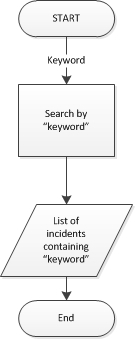 START
Keyword
Search by
“keyword”
List of
incidents
containing
“keyword”
End